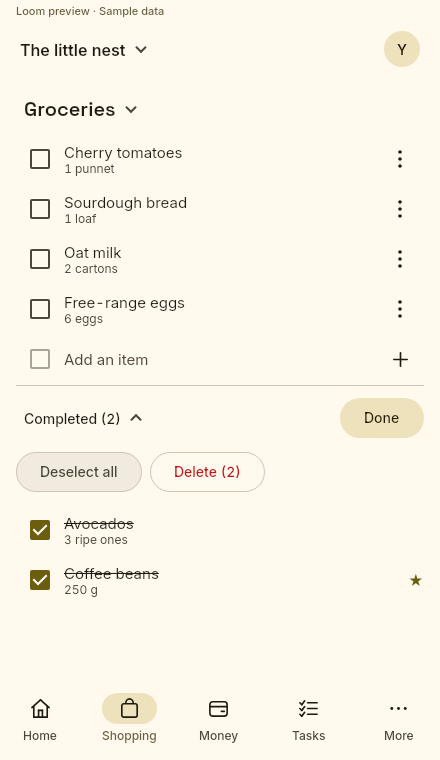 Loom preview · Sample data
The little nest
Y
Groceries
Cherry tomatoes
1 punnet
Sourdough bread
1 loaf
Oat milk
2 cartons
Free-range eggs
6 eggs
Add an item
Completed (2)
Done
Deselect all
Delete (2)
Avocados
3 ripe ones
Coffee beans
250 g
Home
Shopping
Money
Tasks
More